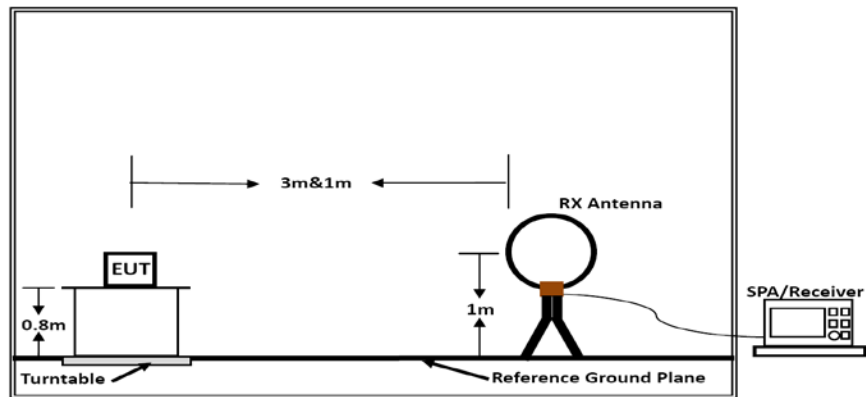 3m&1m
RX Antenna
EUT
SPA/Receiver
0.8m
1m
Turntable
Reference Ground Plane